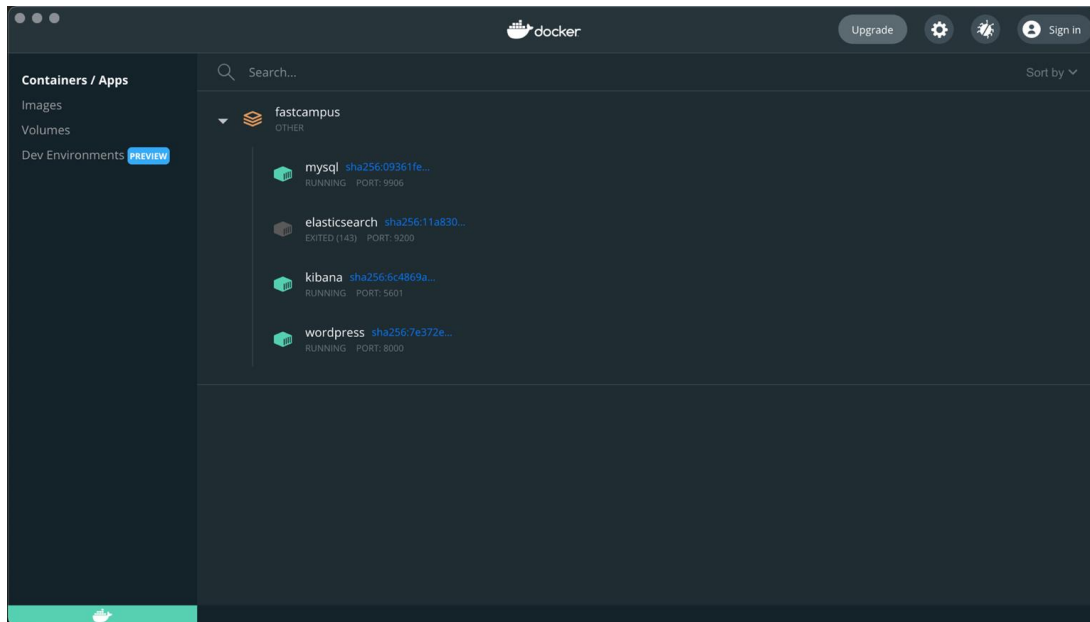 docker
Upgrade
Sign in
Containers / Apps
Images
Volumes
Dev Environments PREVIEW
Search...
Sort by
fastcampus
OTHER
mysql sha256:09361fe...
RUNNING PORT: 9906
elasticsearch sha256:11a830...
EXITED (143) PORT: 9200
kibana sha256:6c4869a...
RUNNING PORT: 5601
wordpress sha256:7e372e...
RUNNING PORT: 8000